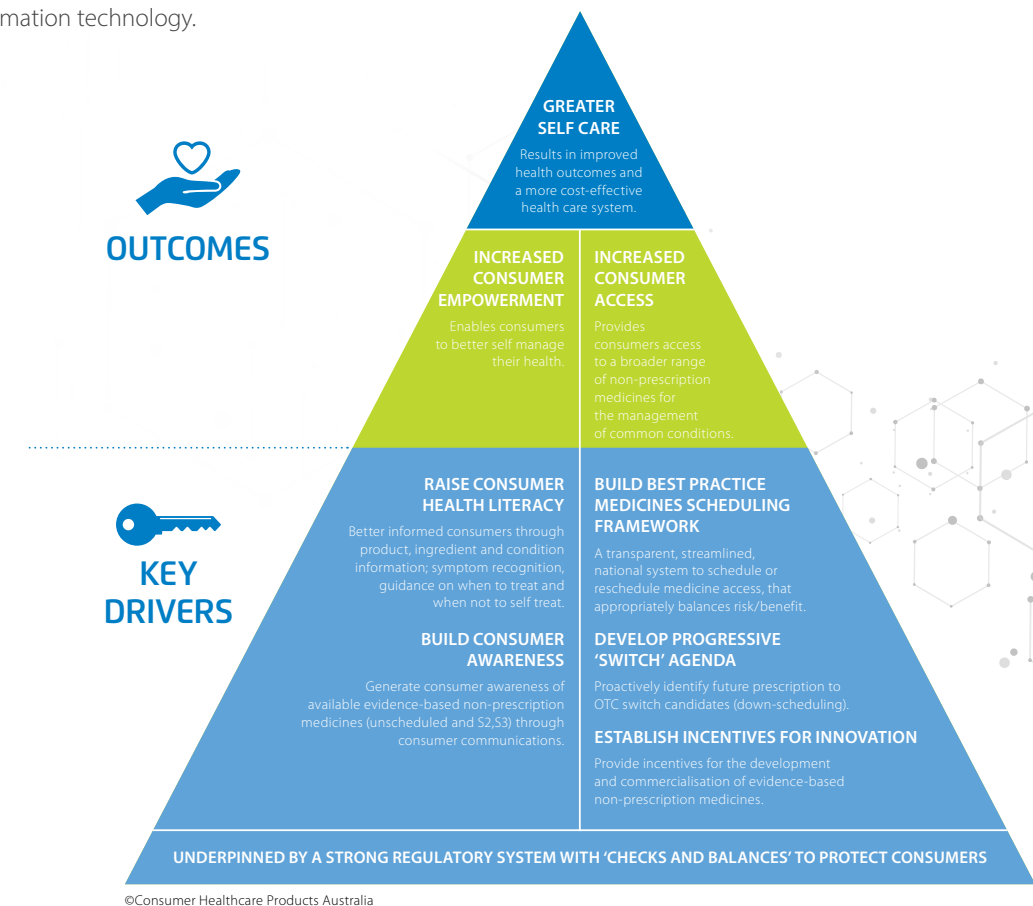 mation technology.
GREATER
SELF CARE
Results in improved
health outcomes and
a more cost-effective
health care system.
OUTCOMES
INCREASED
CONSUMER
EMPOWERMENT
Enables consumers
to better self manage
their health.
INCREASED
CONSUMER
ACCESS
Provides
consumers access
to a broader range
of non-prescription
medicines for
the management
of common conditions.
KEY
DRIVERS
RAISE CONSUMER
HEALTH LITERACY
Better informed consumers through
product, ingredient and condition
information; symptom recognition,
guidance on when to treat and
when not to self treat.
BUILD CONSUMER
AWARENESS
Generate consumer awareness of
available evidence-based non-prescription
medicines (unscheduled and S2,S3) through
consumer communications.
BUILD BEST PRACTICE
MEDICINES SCHEDULING
FRAMEWORK
A transparent, streamlined,
national system to schedule or
reschedule medicine access, that
appropriately balances risk/benefit.
DEVELOP PROGRESSIVE
‘SWITCH’ AGENDA
Proactively identify future prescription to
OTC switch candidates (down-scheduling).
ESTABLISH INCENTIVES FOR INNOVATION
Provide incentives for the development
and commercialisation of evidence-based
non-prescription medicines.
UNDERPINNED BY A STRONG REGULATORY SYSTEM WITH ‘CHECKS AND BALANCES’ TO PROTECT CONSUMERS
©Consumer Healthcare Products Australia